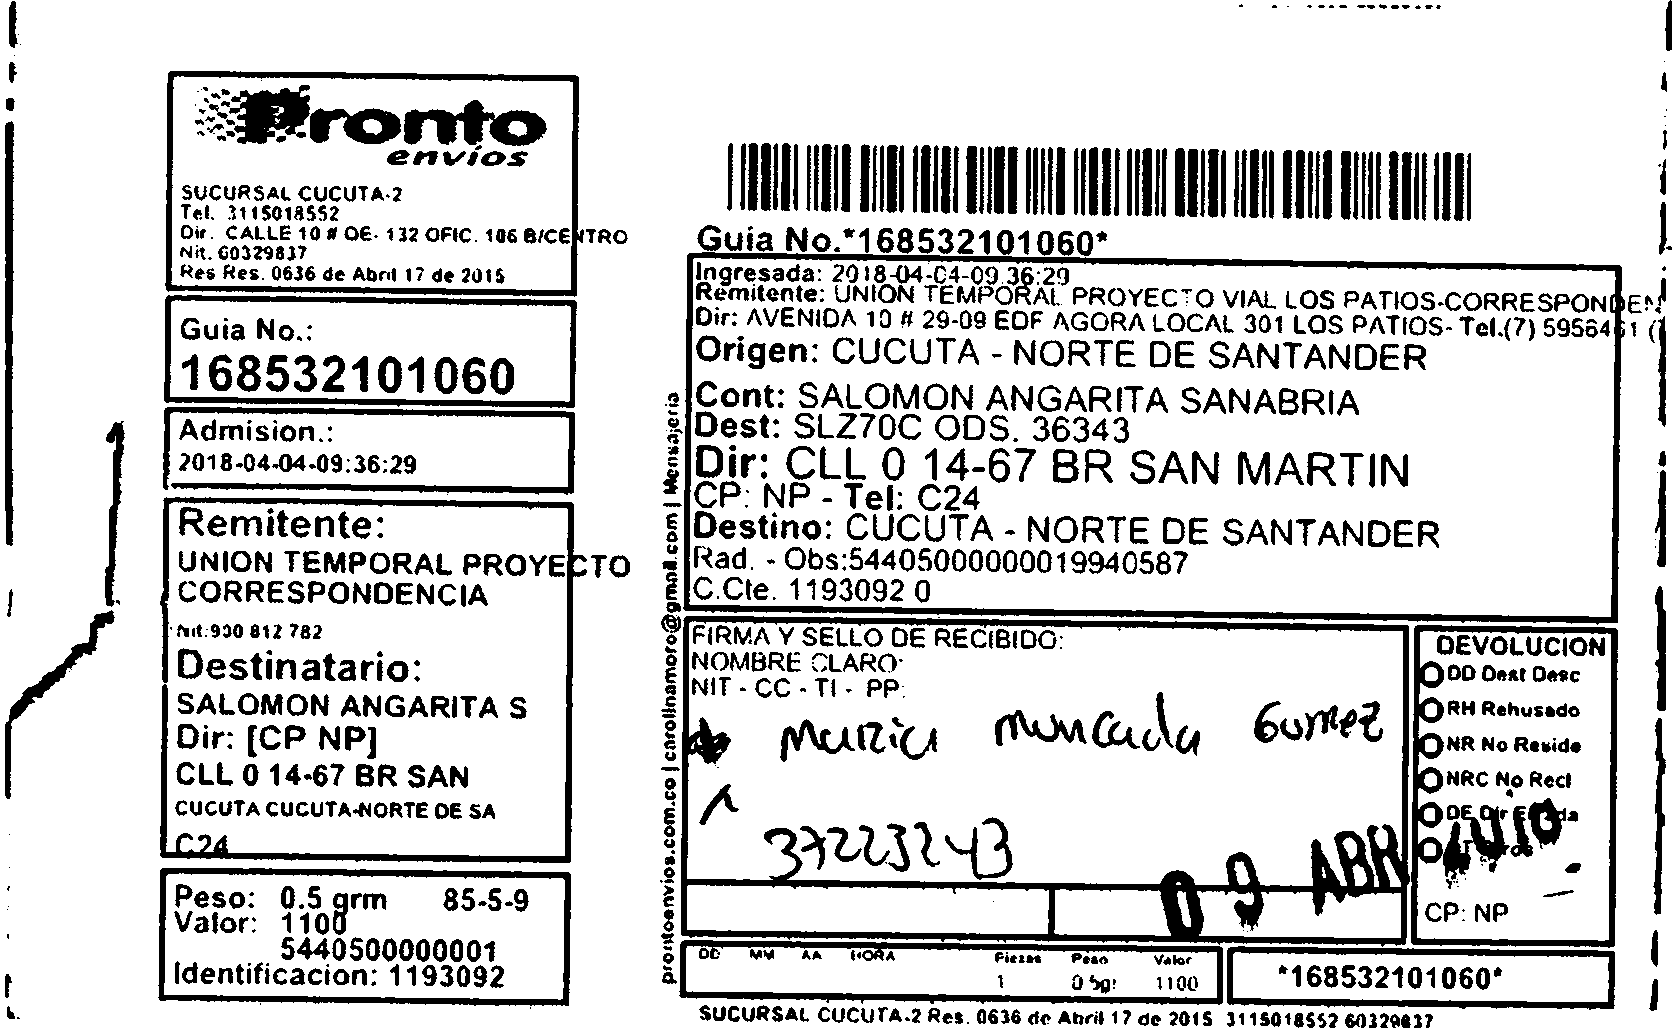 Pronto
envíos
SUCURSAL CUCUTA-2
Tel. 3115018552
Dir. CALLE 10 # OE- 132 OFIC. 106 B/CENTRO
Nit. 60329837
Res Res. 0636 de Abril 17 de 2015
Guia No.:
168532101060
Admision.:
2018-04-04-09:36:29
Remitente:
UNION TEMPORAL PROYECTO
CORRESPONDENCIA
Nit:900 812 782
Destinatario:
SALOMON ANGARITA S
Dir: [CP NP]
CLL 0 14-67 BR SAN
CUCUTA CUCUTA-NORTE DE SA
C24
Peso: 0.5 grm 85-5-9
Valor: 1100
5440500000001
Identificacion: 1193092
prontoenvios.com.co | carolinamoro@gmail.com | Mensajeria
Guia No.*168532101060*
Ingresada: 2018-04-04-09:36:29
Remitente: UNION TEMPORAL PROYECTO VIAL LOS PATIOS-CORRESPONDEN
Dir: AVENIDA 10 # 29-09 EDF AGORA LOCAL 301 LOS PATIOS- Tel.(7) 5956461 (
Origen: CUCUTA - NORTE DE SANTANDER
Cont: SALOMON ANGARITA SANABRIA
Dest: SLZ70C ODS. 36343
Dir: CLL 0 14-67 BR SAN MARTIN
CP: NP - Tel: C24
Destino: CUCUTA - NORTE DE SANTANDER
Rad. - Obs:54405000000019940587
C.Cte. 1193092 0
FIRMA Y SELLO DE RECIBIDO:
NOMBRE CLARO:
NIT - CC - TI - PP:
Maria Muncada Gumez
37223243
09 ABR
DEVOLUCION
DD Dest Desc
RH Rehusado
NR No Reside
NRC No Recl
DE Dir
CP: NP
DD MM AA HORA Piezas Peso Valor
1 0.5gr 1100
*168532101060*
SUCURSAL CUCUTA-2 Res. 0636 de Abril 17 de 2015 3115018552 60329837